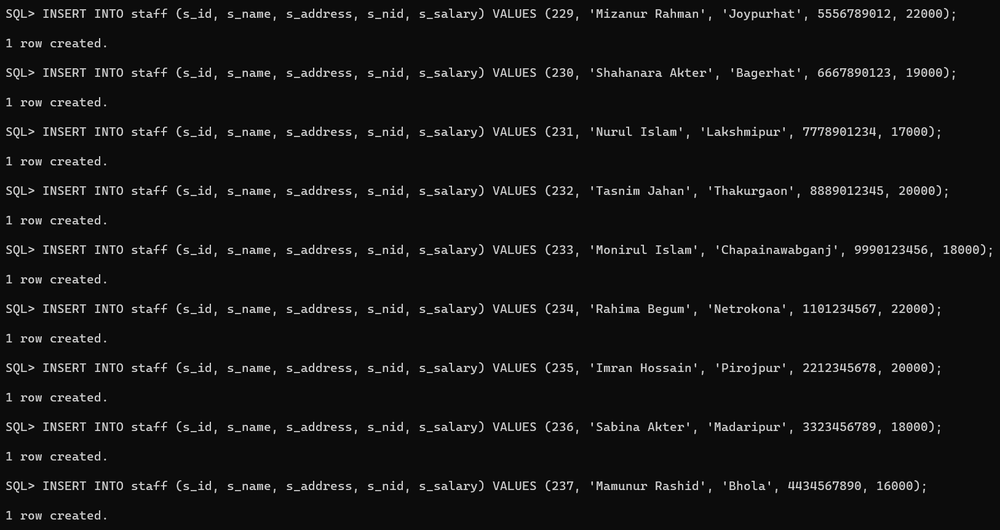 SQL> INSERT INTO staff (s_id, s_name, s_address, s_nid, s_salary) VALUES (229, 'Mizanur Rahman', 'Joypurhat', 5556789012, 22000);
1 row created.
SQL> INSERT INTO staff (s_id, s_name, s_address, s_nid, s_salary) VALUES (230, 'Shahanara Akter', 'Bagerhat', 6667890123, 19000);
1 row created.
SQL> INSERT INTO staff (s_id, s_name, s_address, s_nid, s_salary) VALUES (231, 'Nurul Islam', 'Lakshmipur', 7778901234, 17000);
1 row created.
SQL> INSERT INTO staff (s_id, s_name, s_address, s_nid, s_salary) VALUES (232, 'Tasnim Jahan', 'Thakurgaon', 8889012345, 20000);
1 row created.
SQL> INSERT INTO staff (s_id, s_name, s_address, s_nid, s_salary) VALUES (233, 'Monirul Islam', 'Chapainawabganj', 9990123456, 18000);
1 row created.
SQL> INSERT INTO staff (s_id, s_name, s_address, s_nid, s_salary) VALUES (234, 'Rahima Begum', 'Netrokona', 1101234567, 22000);
1 row created.
SQL> INSERT INTO staff (s_id, s_name, s_address, s_nid, s_salary) VALUES (235, 'Imran Hossain', 'Pirojpur', 2212345678, 20000);
1 row created.
SQL> INSERT INTO staff (s_id, s_name, s_address, s_nid, s_salary) VALUES (236, 'Sabina Akter', 'Madaripur', 3323456789, 18000);
1 row created.
SQL> INSERT INTO staff (s_id, s_name, s_address, s_nid, s_salary) VALUES (237, 'Mamunur Rashid', 'Bhola', 4434567890, 16000);
1 row created.